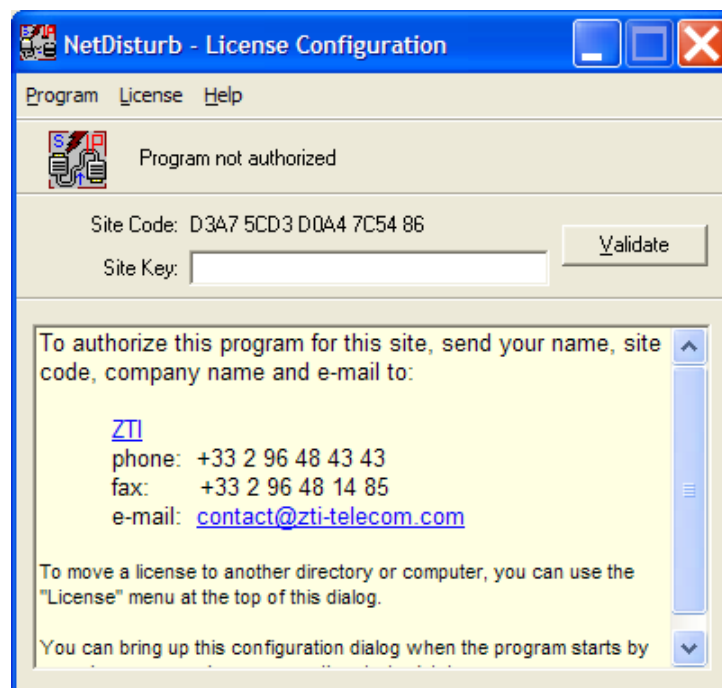 NetDisturb - License Configuration
Program License Help
Program not authorized
Site Code: D3A7 5CD3 D0A4 7C54 86
Validate
Site Key:
To authorize this program for this site, send your name, site
code, company name and e-mail to:
ZTI
phone: +33 2 96 48 43 43
fax: +33 2 96 48 14 85
e-mail: contact@zti-telecom.com
To move a license to another directory or computer, you can use the
"License" menu at the top of this dialog.
You can bring up this configuration dialog when the program starts by